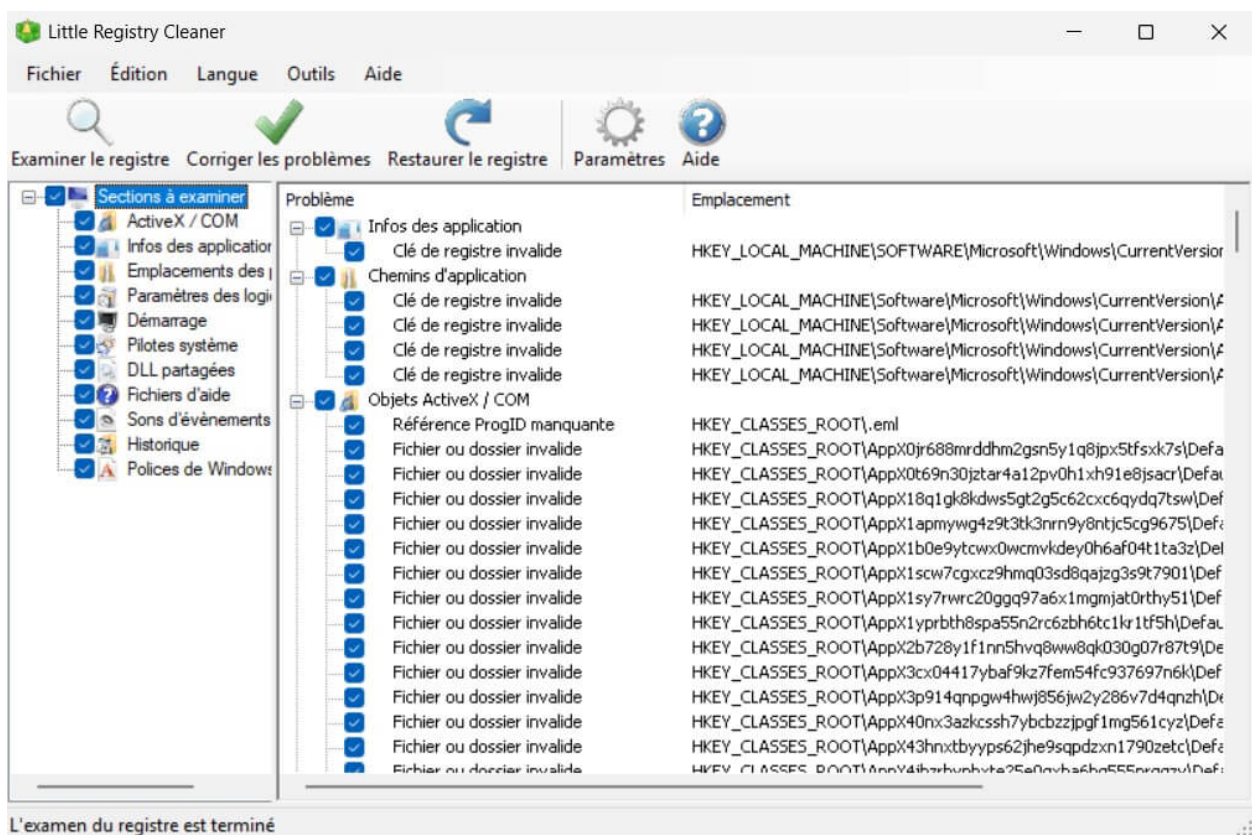 Little Registry Cleaner
Fichier Édition Langue Outils Aide
Examiner le registre Corriger les problèmes Restaurer le registre Paramètres Aide
Sections à examiner
ActiveX / COM
Infos des application
Emplacements des
Paramètres des logi
Démarrage
Pilotes système
DLL partagées
Fichiers d'aide
Sons d'évènements
Historique
Polices de Windows
Problème Emplacement
Infos des application
Clé de registre invalide HKEY_LOCAL_MACHINE\SOFTWARE\Microsoft\Windows\CurrentVersion
Chemins d'application
Clé de registre invalide HKEY_LOCAL_MACHINE\Software\Microsoft\Windows\CurrentVersion\A
Clé de registre invalide HKEY_LOCAL_MACHINE\Software\Microsoft\Windows\CurrentVersion\A
Clé de registre invalide HKEY_LOCAL_MACHINE\Software\Microsoft\Windows\CurrentVersion\A
Clé de registre invalide HKEY_LOCAL_MACHINE\Software\Microsoft\Windows\CurrentVersion\A
Objets ActiveX / COM
Référence ProgID manquante HKEY_CLASSES_ROOT\.eml
Fichier ou dossier invalide HKEY_CLASSES_ROOT\AppX0jr688mrddhm2gsn5y1q8jpx5tfsxk7s\Defa
Fichier ou dossier invalide HKEY_CLASSES_ROOT\AppX0t69n30jztar4a12pv0h1xh91e8jsacr\Defau
Fichier ou dossier invalide HKEY_CLASSES_ROOT\AppX18q1gk8kdws5gt2g5c62cxc6qydq7tsw\Def
Fichier ou dossier invalide HKEY_CLASSES_ROOT\AppX1apmywg4z9t3tk3nrn9y8ntjc5cg9675\Defa
Fichier ou dossier invalide HKEY_CLASSES_ROOT\AppX1b0e9ytcwx0wcmvkdey0h6af04t1ta3z\Def
Fichier ou dossier invalide HKEY_CLASSES_ROOT\AppX1scw7cgxcz9hmq03sd8qajzg3s9t7901\Def
Fichier ou dossier invalide HKEY_CLASSES_ROOT\AppX1sy7rwrc20ggq97a6x1mgmjat0rthy51\Def
Fichier ou dossier invalide HKEY_CLASSES_ROOT\AppX1yprbth8spa55n2rc6zbh6tc1kr1tf5h\Defau
Fichier ou dossier invalide HKEY_CLASSES_ROOT\AppX2b728y1f1nn5hvq8ww8qk030g07r87t9\De
Fichier ou dossier invalide HKEY_CLASSES_ROOT\AppX3cx04417ybaf9kz7fem54fc937697n6k\Def
Fichier ou dossier invalide HKEY_CLASSES_ROOT\AppX3p914qnpgw4hwj856jw2y286v7d4qnzh\De
Fichier ou dossier invalide HKEY_CLASSES_ROOT\AppX40nx3azkcssh7ybcbzzjpgf1mg561cyz\Defa
Fichier ou dossier invalide HKEY_CLASSES_ROOT\AppX43hnxtbyyps62jhe9sqpdzxn1790zetc\Defa
Fichier ou dossier invalide
L'examen du registre est terminé